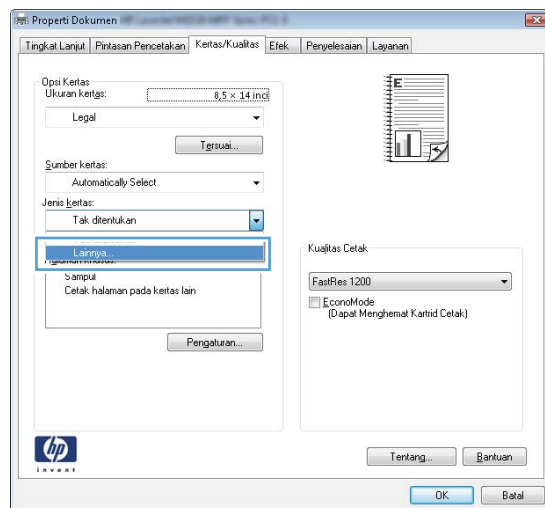 Properti Dokumen
Tingkat Lanjut Pintasan Pencetakan Kertas/Kualitas Efek Penyelesaian Layanan
Opsi Kertas
Ukuran kertas: 8,5 × 14 inci
Legal
Tersuai...
Sumber kertas:
Automatically Select
Jenis kertas:
Tak ditentukan
Lainnya...
Sampul
Cetak halaman pada kertas lain
Pengaturan...
E
Kualitas Cetak
FastRes 1200
EconoMode
(Dapat Menghemat Kartrid Cetak)
hp
invent
Tentang... Bantuan
OK Batal